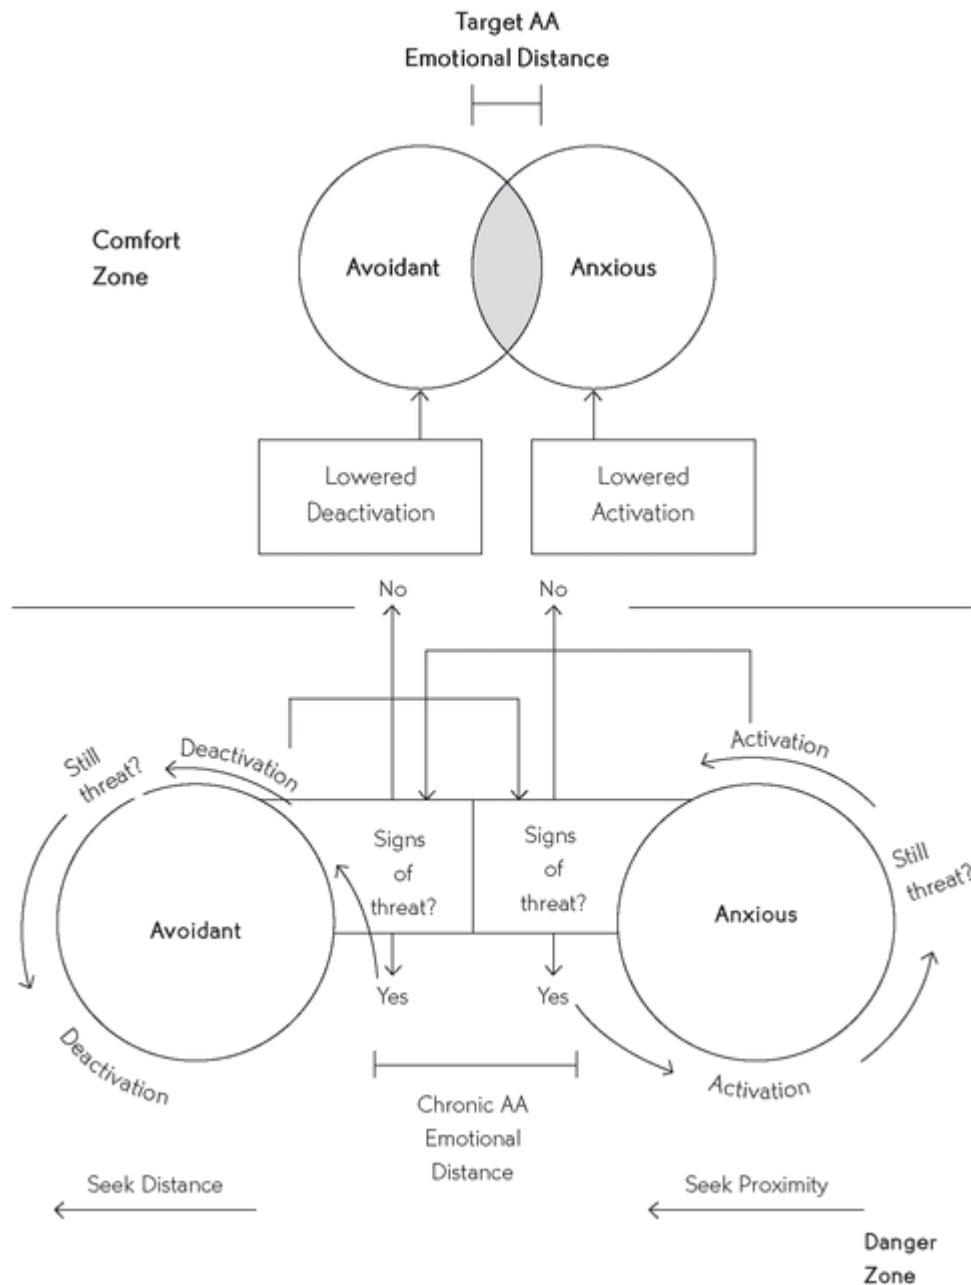 Target AA
Emotional Distance
Comfort
Zone
Avoidant
Anxious
Lowered
Deactivation
Lowered
Activation
No
No
Still
threat?
Deactivation
Activation
Signs
of
threat?
Signs
of
threat?
Still
threat?
Avoidant
Anxious
Yes
Yes
Deactivation
Activation
Chronic AA
Emotional
Distance
Seek Distance
Seek Proximity
Danger
Zone